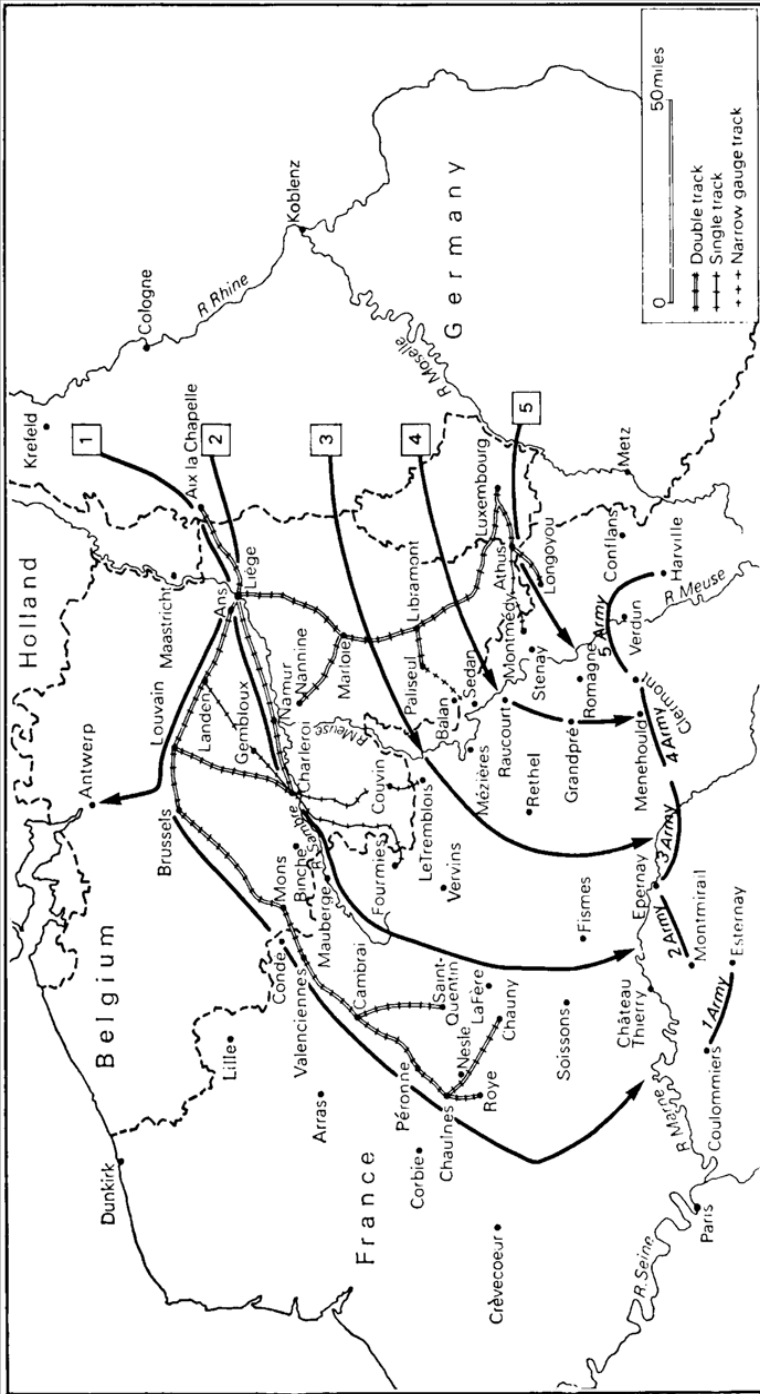 Holland
Belgium
France
Germany
Antwerp
Krefeld
Dunkirk
Brussels
Louvain
Maastricht
Aix la Chapelle
Cologne
R Rhine
Koblenz
1
2
3
4
5
Landen
Ans
Liège
Lille
Gembloux
Namur
Nannine
Conde
Mons
Binche
Charleroi
R Sambre
Mauberge
Valenciennes
Arras
Marloie
R Meuse
Cambrai
Fourmies
Couvin
Paliseul
Libramont
Corbie
Péronne
Le Tremblois
Balan
Luxembourg
R Moselle
Chaulnes
Nesle
Saint-
Quentin
Vervins
Mézières
Sedan
Athus
Roye
La Fère
Chauny
Raucourt
Montmédy
Longoyou
Stenay
Crèvecoeur
Rethel
Soissons
Fismes
Grandpré
Romagne
Conflans
Metz
Château
Thierry
Epernay
Menehould
Clermont
Verdun
Harville
R Meuse
R Marne
Coulommiers
Montmirail
Esternay
1 Army
2 Army
3 Army
4 Army
5 Army
Paris
R.Seine
0
50 miles
Double track
Single track
Narrow gauge track